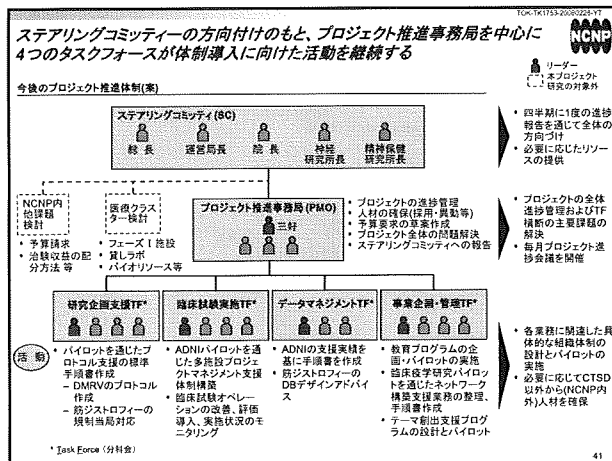 TOK-TK1753-20080228-YT
ステアリングコミッティーの方向付けのもと、プロジェクト推進事務局を中心に
4つのタスクフォースが体制導入に向けた活動を継続する
NCNP
リーダー
本プロジェクト
研究の対象外
今後のプロジェクト推進体制(案)
ステアリングコミッティ(SC)
総長
運営局長
院長
神経
研究所長
精神保健
研究所長
• 四半期に1度の進捗
報告を通じて全体の
方向づけ
• 必要に応じたリソー
スの提供
NCNP内
他課題
検討
• 予算請求
• 治験収益の配
分方法 等
医療クラス
ター検討
• フェーズⅠ施設
• 貸しラボ
• バイオリソース等
プロジェクト推進事務局(PMO)
三好
• プロジェクトの進捗管理
• 人材の確保(採用・異動等)
• 予算要求の草案作成
• プロジェクト全体の問題解決
• ステアリングコミッティへの報告
• プロジェクトの全体
進捗管理およびTF
横断の主要課題の
解決
• 毎月プロジェクト進
捗会議を開催
研究企画支援TF*
臨床試験実施TF*
データマネジメントTF*
事業企画・管理TF*
活動
• パイロットを通じたプ
ロトコル支援の標準
手順書作成
– DMRVのプロトコル
作成
– 筋ジストロフィーの
規制当局対応
• ADNIパイロットを通
じた多施設プロジェ
クトマネジメント支援
体制構築
• 臨床試験オペレー
ションの改善、評価
導入、実施状況のモ
ニタリング
• ADNIの支援実績を
基に手順書を作成
• 筋ジストロフィーの
DBデザインアドバイ
ス
• 教育プログラムの企
画・パイロットの実施
• 臨床疫学研究パイロッ
トを通じたネットワーク
構築支援業務の整理、
手順書作成
• テーマ創出支援プログ
ラムの設計とパイロット
• 各業務に関連した具
体的な組織体制の
設計とパイロットの
実施
• 必要に応じてCTSD
以外から(NCNP内
外)人材を確保
* Task Force (分科会)
41